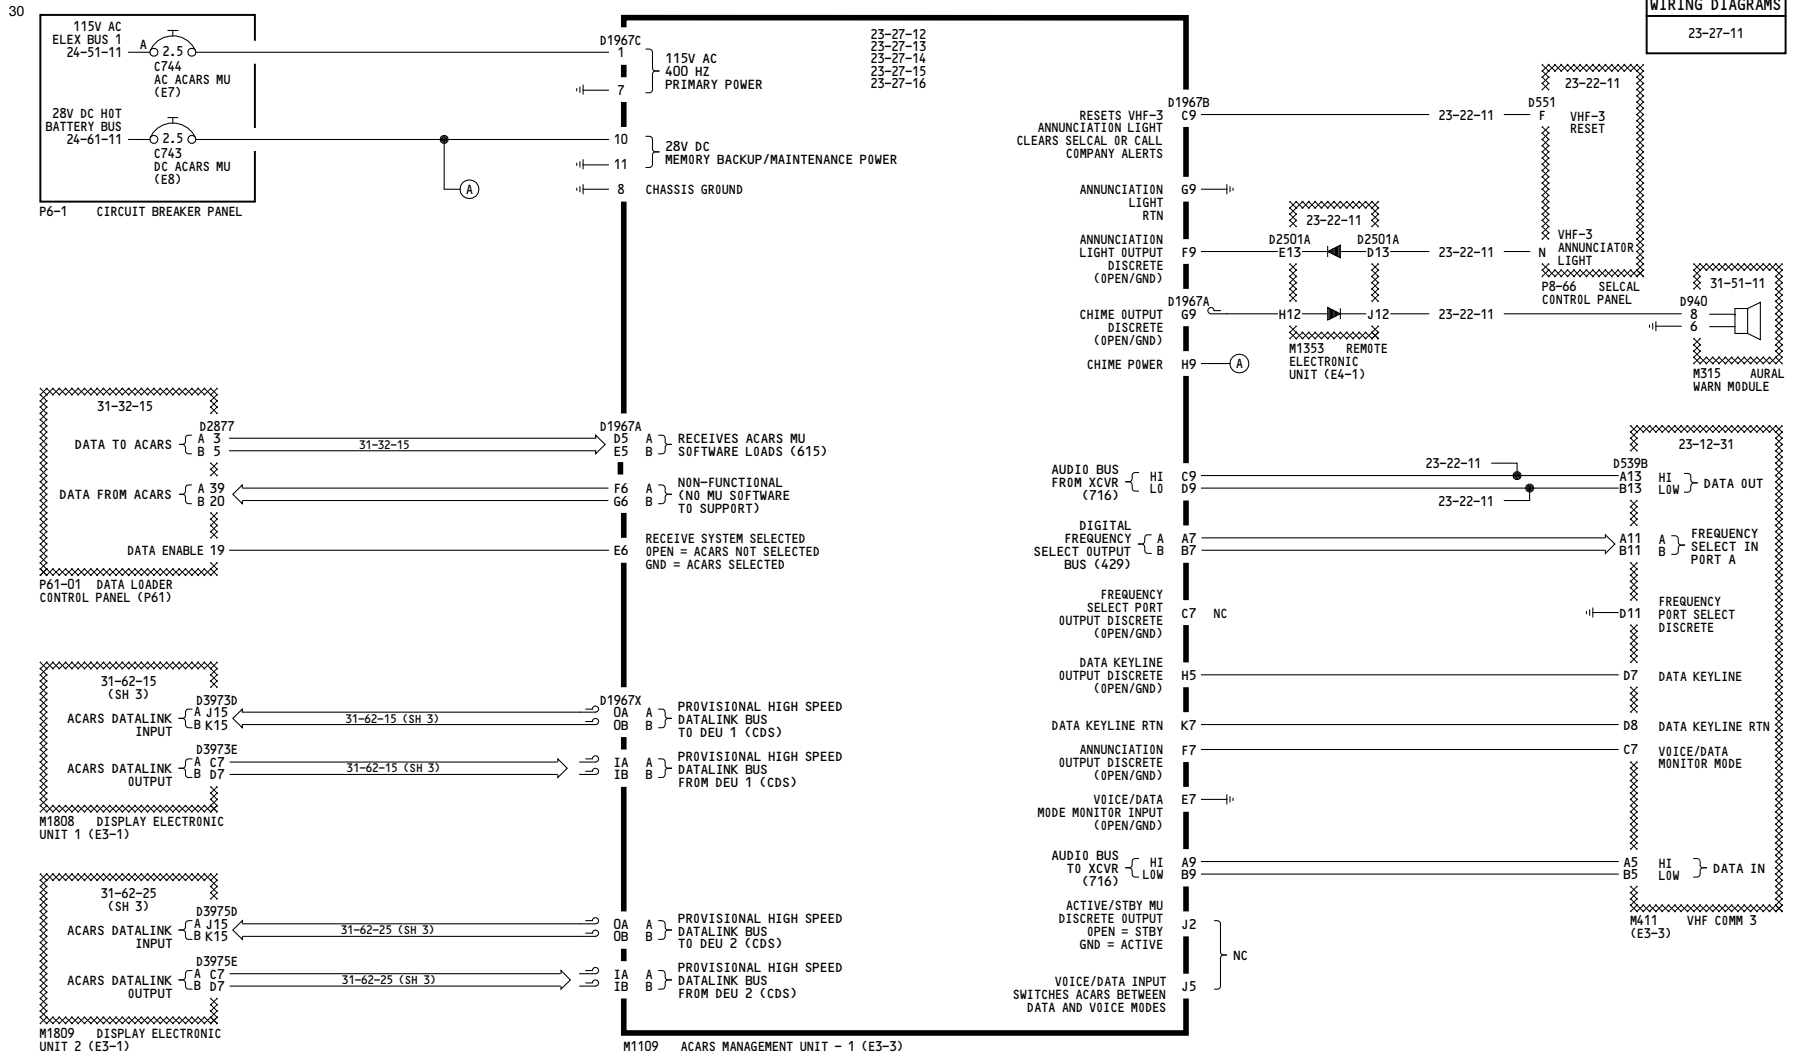 30
WIRING DIAGRAMS
23-27-11
115V AC
ELEX BUS 1
24-51-11
A
2.5
C744
AC ACARS MU
(E7)
28V DC HOT
BATTERY BUS
24-61-11
2.5
C743
DC ACARS MU
(E8)
A
P6-1 CIRCUIT BREAKER PANEL
D1967C
1
7
115V AC
400 HZ
PRIMARY POWER
10
11
28V DC
MEMORY BACKUP/MAINTENANCE POWER
8 CHASSIS GROUND
23-27-12
23-27-13
23-27-14
23-27-15
23-27-16
31-32-15
D2877
DATA TO ACARS
A 3
B 5
31-32-15
D1967A
D5 A
E5 B
RECEIVES ACARS MU
SOFTWARE LOADS (615)
DATA FROM ACARS
A 39
B 20
F6 A
G6 B
NON-FUNCTIONAL
(NO MU SOFTWARE
TO SUPPORT)
DATA ENABLE 19
E6
RECEIVE SYSTEM SELECTED
OPEN = ACARS NOT SELECTED
GND = ACARS SELECTED
P61-01 DATA LOADER
CONTROL PANEL (P61)
31-62-15
(SH 3)
D3973D
ACARS DATALINK
INPUT
A J15
B K15
31-62-15 (SH 3)
D1967X
OA A
OB B
PROVISIONAL HIGH SPEED
DATALINK BUS
TO DEU 1 (CDS)
D3973E
ACARS DATALINK
OUTPUT
A C7
B D7
31-62-15 (SH 3)
IA A
IB B
PROVISIONAL HIGH SPEED
DATALINK BUS
FROM DEU 1 (CDS)
M1808 DISPLAY ELECTRONIC
UNIT 1 (E3-1)
31-62-25
(SH 3)
D3975D
ACARS DATALINK
INPUT
A J15
B K15
31-62-25 (SH 3)
OA A
OB B
PROVISIONAL HIGH SPEED
DATALINK BUS
TO DEU 2 (CDS)
D3975E
ACARS DATALINK
OUTPUT
A C7
B D7
31-62-25 (SH 3)
IA A
IB B
PROVISIONAL HIGH SPEED
DATALINK BUS
FROM DEU 2 (CDS)
M1809 DISPLAY ELECTRONIC
UNIT 2 (E3-1)
M1109 ACARS MANAGEMENT UNIT - 1 (E3-3)
D1967B
RESETS VHF-3
ANNUNCIATION LIGHT
CLEARS SELCAL OR CALL
COMPANY ALERTS
C9
23-22-11
23-22-11
D551
F
VHF-3
RESET
ANNUNCIATION
LIGHT
RTN
G9
ANNUNCIATION
LIGHT OUTPUT
DISCRETE
(OPEN/GND)
F9
23-22-11
D2501A
E13
D2501A
D13
23-22-11
N
VHF-3
ANNUNCIATOR
LIGHT
P8-66 SELCAL
CONTROL PANEL
D1967A
CHIME OUTPUT
DISCRETE
(OPEN/GND)
G9
H12
J12
23-22-11
M1353 REMOTE
ELECTRONIC
UNIT (E4-1)
31-51-11
D940
8
6
M315 AURAL
WARN MODULE
CHIME POWER H9
A
AUDIO BUS
FROM XCVR
(716)
HI C9
LO D9
23-22-11
23-22-11
23-12-31
D539B
A13 HI
B13 LOW
DATA OUT
DIGITAL
FREQUENCY
SELECT OUTPUT
BUS (429)
A A7
B B7
A11 A
B11 B
FREQUENCY
SELECT IN
PORT A
FREQUENCY
SELECT PORT
OUTPUT DISCRETE
(OPEN/GND)
C7 NC
D11
FREQUENCY
PORT SELECT
DISCRETE
DATA KEYLINE
OUTPUT DISCRETE
(OPEN/GND)
H5
D7 DATA KEYLINE
DATA KEYLINE RTN K7
D8 DATA KEYLINE RTN
ANNUNCIATION
OUTPUT DISCRETE
(OPEN/GND)
F7
C7
VOICE/DATA
MONITOR MODE
VOICE/DATA
MODE MONITOR INPUT
(OPEN/GND)
E7
AUDIO BUS
TO XCVR
(716)
HI A9
LOW B9
A5 HI
B5 LOW
DATA IN
M411 VHF COMM 3
(E3-3)
ACTIVE/STBY MU
DISCRETE OUTPUT
OPEN = STBY
GND = ACTIVE
J2
NC
VOICE/DATA INPUT
SWITCHES ACARS BETWEEN
DATA AND VOICE MODES
J5